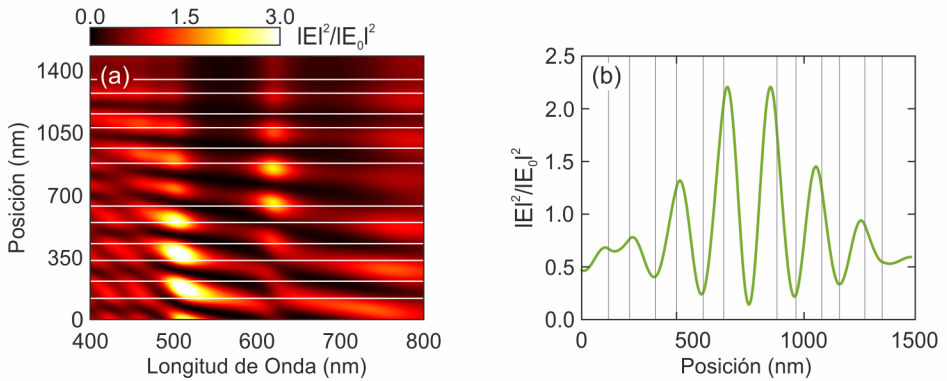 0.0 1.5 3.0 |E|²/|E₀|²
(a)
1400
1050
700
350
0
Posición (nm)
400 500 600 700 800
Longitud de Onda (nm)
(b)
2.5
2.0
1.5
1.0
0.5
0.0
|E|²/|E₀|²
0 500 1000 1500
Posición (nm)